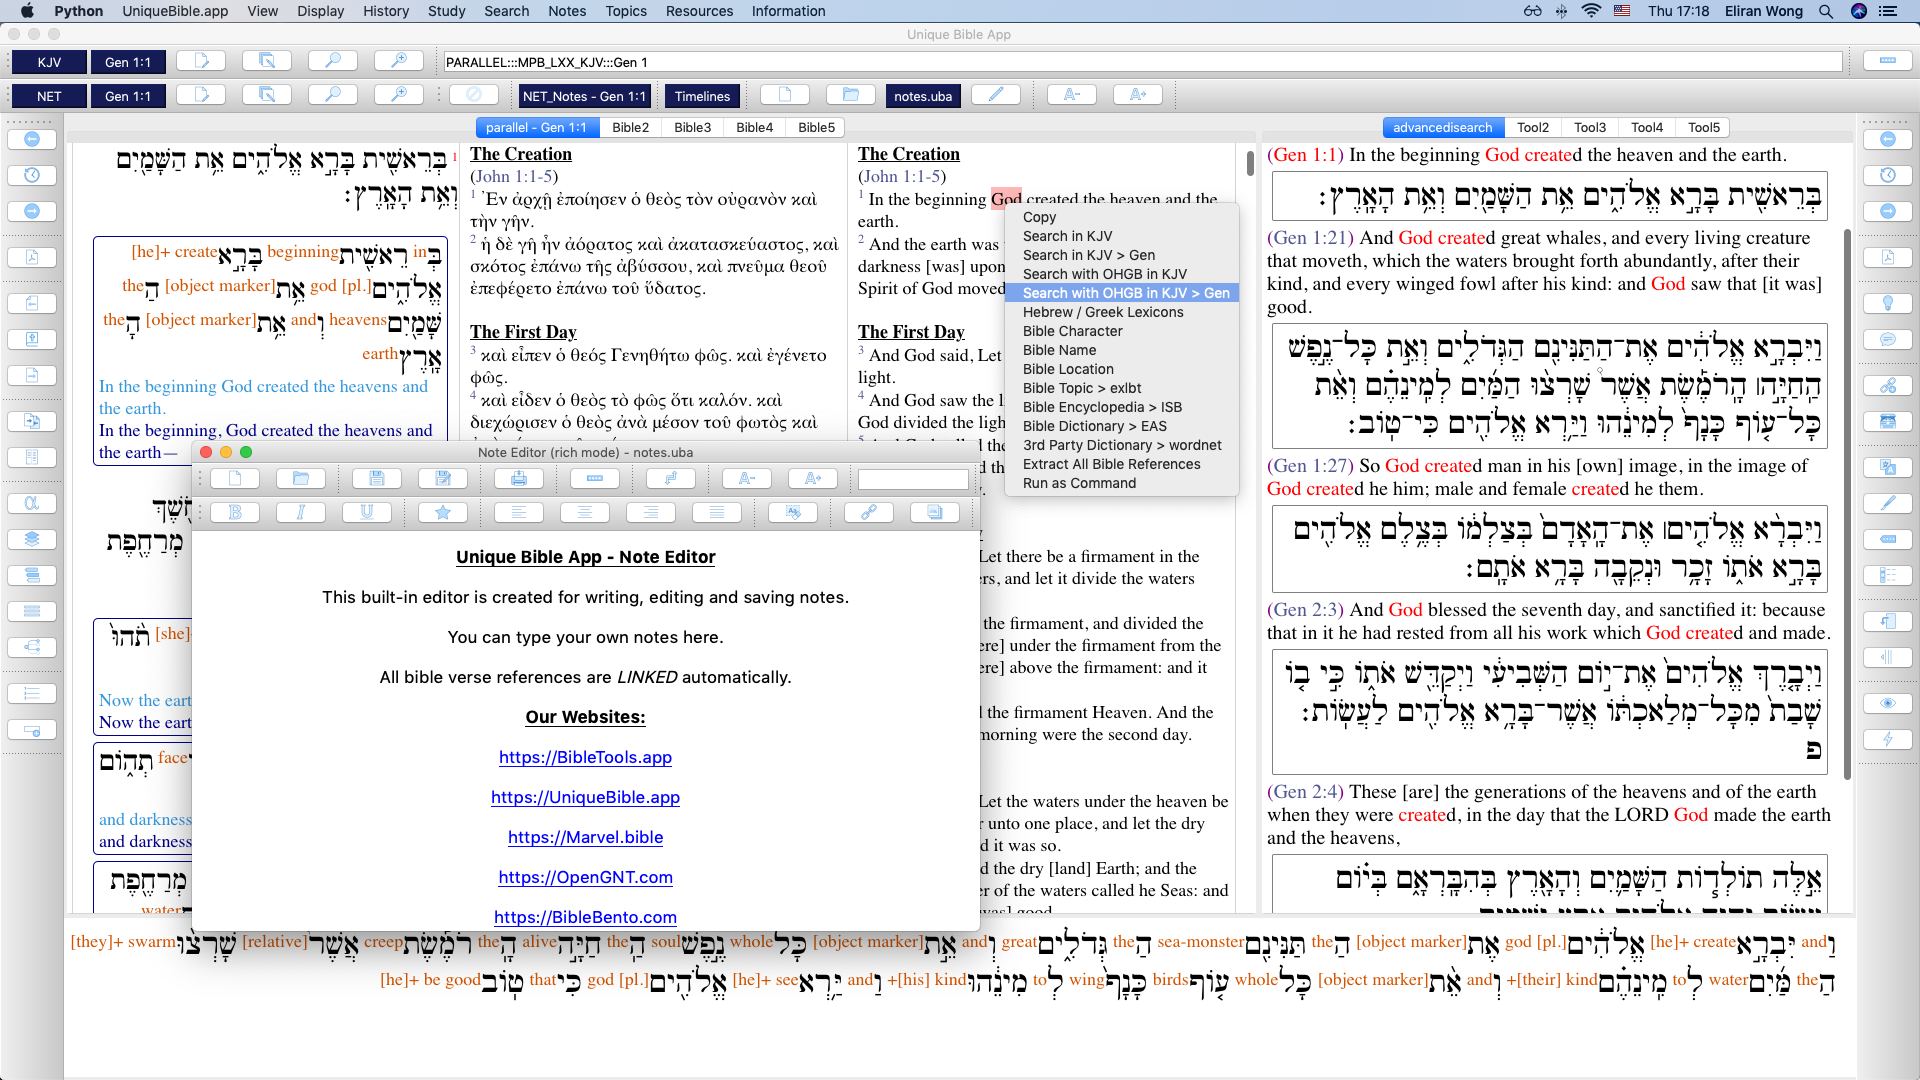 Python UniqueBible.app View Display History Study Search Notes Topics Resources Information Thu 17:18 Eliran Wong
Unique Bible App
KJV Gen 1:1 PARALLEL:::MPB_LXX_KJV:::Gen 1
NET Gen 1:1 NET_Notes - Gen 1:1 Timelines notes.uba A- A+
parallel - Gen 1:1 Bible2 Bible3 Bible4 Bible5
advancedisearch Tool2 Tool3 Tool4 Tool5
1 בְּרֵאשִׁ֖ית בָּרָ֣א אֱלֹהִ֑ים אֵ֥ת הַשָּׁמַ֖יִם
וְאֵ֥ת הָאָֽרֶץ׃
בְּ in רֵאשִׁ֖ית beginning בָּרָ֣א [he]+ create
אֱלֹהִ֑ים god [pl.] אֵ֥ת [object marker] הַ the
שָּׁמַ֖יִם heavens וְ and אֵ֥ת [object marker] הָ the
אָֽרֶץ earth
In the beginning God created the heavens and
the earth.
In the beginning, God created the heavens and
the earth—
חֹ֖שֶׁךְ
מְרַחֶ֖פֶת
תֹ֙הוּ֙ [she]
Now the eart
Now the eart
תְה֑וֹם face
and darkness
and darkness
מְרַחֶ֖פֶת
water
The Creation
(John 1:1-5)
1 ᾿Εν ἀρχῇ ἐποίησεν ὁ θεὸς τὸν οὐρανὸν καὶ
τὴν γῆν.
2 ἡ δὲ γῆ ἦν ἀόρατος καὶ ἀκατασκεύαστος, καὶ
σκότος ἐπάνω τῆς ἀβύσσου, καὶ πνεῦμα θεοῦ
ἐπεφέρετο ἐπάνω τοῦ ὕδατος.
The First Day
3 καὶ εἶπεν ὁ θεός Γενηθήτω φῶς. καὶ ἐγένετο
φῶς.
4 καὶ εἶδεν ὁ θεὸς τὸ φῶς ὅτι καλόν. καὶ
διεχώρισεν ὁ θεὸς ἀνὰ μέσον τοῦ φωτὸς καὶ
The Creation
(John 1:1-5)
1 In the beginning God created the heaven and the
earth.
2 And the earth was
darkness [was] upon
Spirit of God moved
The First Day
3 And God said, Let
light.
4 And God saw the li
God divided the ligh
Let there be a firmament in the
ers, and let it divide the waters
the firmament, and divided the
ere] under the firmament from the
ere] above the firmament: and it
d the firmament Heaven. And the
morning were the second day.
Let the waters under the heaven be
r unto one place, and let the dry
d it was so.
d the dry [land] Earth; and the
er of the waters called he Seas: and
was] good.
Copy
Search in KJV
Search in KJV > Gen
Search with OHGB in KJV
Search with OHGB in KJV > Gen
Hebrew / Greek Lexicons
Bible Character
Bible Name
Bible Location
Bible Topic > exlbt
Bible Encyclopedia > ISB
Bible Dictionary > EAS
3rd Party Dictionary > wordnet
Extract All Bible References
Run as Command
Note Editor (rich mode) - notes.uba
A- A+
B I U
Unique Bible App - Note Editor
This built-in editor is created for writing, editing and saving notes.
You can type your own notes here.
All bible verse references are LINKED automatically.
Our Websites:
https://BibleTools.app
https://UniqueBible.app
https://Marvel.bible
https://OpenGNT.com
https://BibleBento.com
(Gen 1:1) In the beginning God created the heaven and the earth.
בְּרֵאשִׁ֖ית בָּרָ֣א אֱלֹהִ֑ים אֵ֥ת הַשָּׁמַ֖יִם וְאֵ֥ת הָאָֽרֶץ׃
(Gen 1:21) And God created great whales, and every living creature
that moveth, which the waters brought forth abundantly, after their
kind, and every winged fowl after his kind: and God saw that [it was]
good.
וַיִּבְרָ֣א אֱלֹהִ֔ים אֶת־הַתַּנִּינִ֖ם הַגְּדֹלִ֑ים וְאֵ֣ת כָּל־נֶ֣פֶשׁ
הַֽחַיָּ֣ה׀ הָֽרֹמֶ֡שֶׂת אֲשֶׁר֩ שָׁרְצ֨וּ הַמַּ֜יִם לְמִֽינֵהֶ֗ם וְאֵ֨ת
כָּל־ע֤וֹף כָּנָף֙ לְמִינֵ֔הוּ וַיַּ֥רְא אֱלֹהִ֖ים כִּי־טֽוֹב׃
(Gen 1:27) So God created man in his [own] image, in the image of
God created he him; male and female created he them.
וַיִּבְרָ֨א אֱלֹהִ֤ים׀ אֶת־הָֽאָדָם֙ בְּצַלְמ֔וֹ בְּצֶ֥לֶם אֱלֹהִ֖ים
בָּרָ֣א אֹת֑וֹ זָכָ֥ר וּנְקֵבָ֖ה בָּרָ֥א אֹתָֽם׃
(Gen 2:3) And God blessed the seventh day, and sanctified it: because
that in it he had rested from all his work which God created and made.
וַיְבָ֤רֶךְ אֱלֹהִים֙ אֶת־י֣וֹם הַשְּׁבִיעִ֔י וַיְקַדֵּ֖שׁ אֹת֑וֹ כִּ֣י ב֤וֹ
שָׁבַת֙ מִכָּל־מְלַאכְתּ֔וֹ אֲשֶׁר־בָּרָ֥א אֱלֹהִ֖ים לַעֲשֽׂוֹת׃
פ
(Gen 2:4) These [are] the generations of the heavens and of the earth
when they were created, in the day that the LORD God made the earth
and the heavens,
אֵ֣לֶּה תוֹלְד֧וֹת הַשָּׁמַ֛יִם וְהָאָ֖רֶץ בְּהִבָּֽרְאָ֑ם בְּי֗וֹם
וַ and יִּבְרָ֣א [he]+ create אֱלֹהִ֔ים god [pl.] אֶת [object marker] הַ the תַּנִּינִ֖ם sea-monster הַ the גְּדֹלִ֑ים great וְ and אֵ֣ת [object marker] כָּל whole נֶ֣פֶשׁ soul הַֽ the חַיָּ֣ה alive הָֽ the רֹמֶ֡שֶׂת creep אֲשֶׁר֩ [relative] שָׁרְצ֨וּ [they]+ swarm
הַ the מַּ֜יִם water לְ to מִֽינֵהֶ֗ם +[their] kind וְ and אֵ֨ת [object marker] כָּל whole ע֤וֹף birds כָּנָף֙ wing לְ to מִינֵ֔הוּ +[his] kind וַ and יַּ֥רְא [he]+ see אֱלֹהִ֖ים god [pl.] כִּי that טֽוֹב [he]+ be good